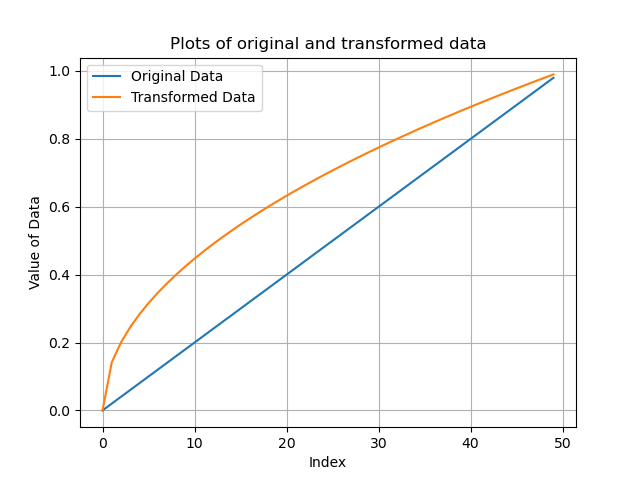 Plots of original and transformed data
Original Data
Transformed Data
1.0
0.8
0.6
0.4
0.2
0.0
Value of Data
0 10 20 30 40 50
Index